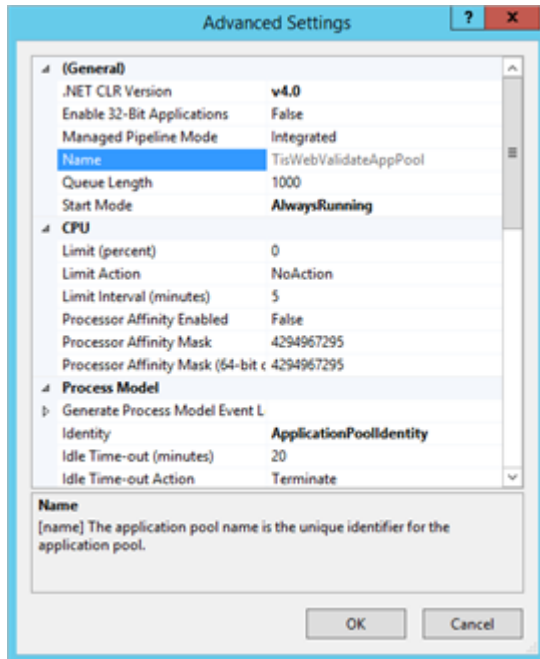 Advanced Settings
?
x
(General)
.NET CLR Version v4.0
Enable 32-Bit Applications False
Managed Pipeline Mode Integrated
Name TisWebValidateAppPool
Queue Length 1000
Start Mode AlwaysRunning
CPU
Limit (percent) 0
Limit Action NoAction
Limit Interval (minutes) 5
Processor Affinity Enabled False
Processor Affinity Mask 4294967295
Processor Affinity Mask (64-bit c 4294967295
Process Model
Generate Process Model Event L
Identity ApplicationPoolIdentity
Idle Time-out (minutes) 20
Idle Time-out Action Terminate
Name
[name] The application pool name is the unique identifier for the
application pool.
OK Cancel